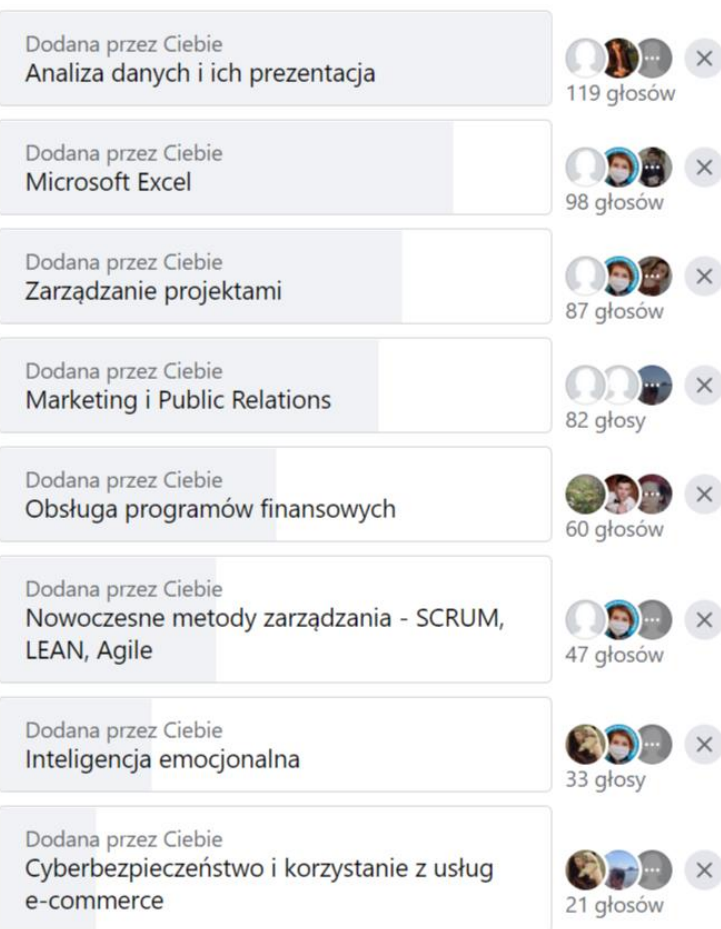 Dodana przez Ciebie
Analiza danych i ich prezentacja
119 głosów
Dodana przez Ciebie
Microsoft Excel
98 głosów
Dodana przez Ciebie
Zarządzanie projektami
87 głosów
Dodana przez Ciebie
Marketing i Public Relations
82 głosy
Dodana przez Ciebie
Obsługa programów finansowych
60 głosów
Dodana przez Ciebie
Nowoczesne metody zarządzania - SCRUM,
LEAN, Agile
47 głosów
Dodana przez Ciebie
Inteligencja emocjonalna
33 głosy
Dodana przez Ciebie
Cyberbezpieczeństwo i korzystanie z usług
e-commerce
21 głosów